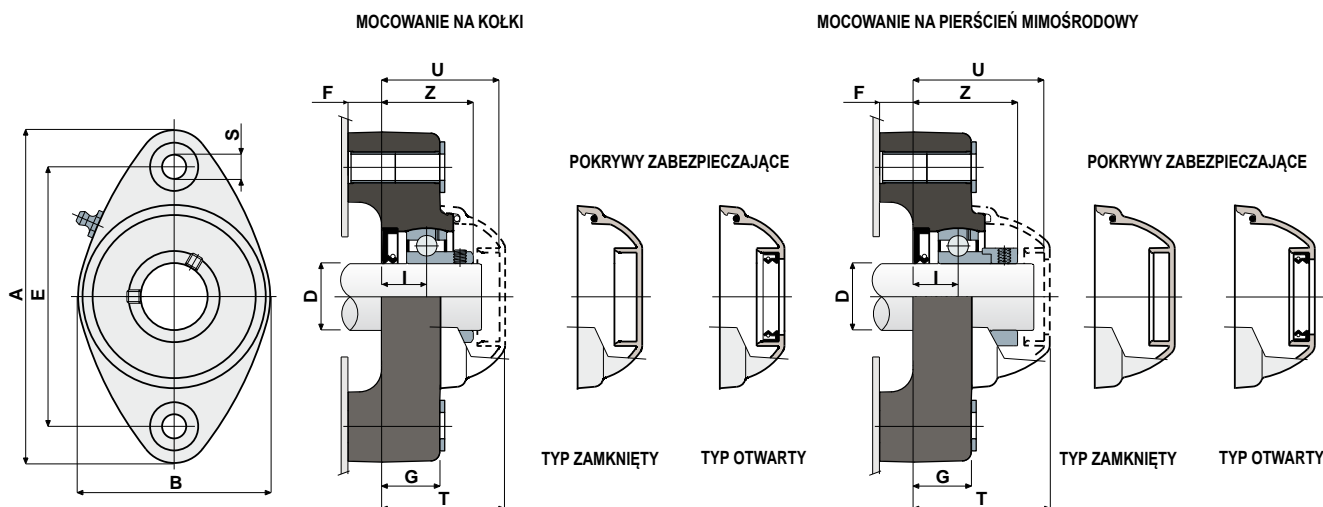 MOCOWANIE NA KOŁKI
MOCOWANIE NA PIERŚCIEŃ MIMOŚRODOWY
U
U
F
Z
F
Z
S
POKRYWY ZABEZPIECZAJĄCE
POKRYWY ZABEZPIECZAJĄCE
A
E
D
I
D
I
TYP ZAMKNIĘTY
TYP OTWARTY
TYP ZAMKNIĘTY
TYP OTWARTY
G
G
B
T
T